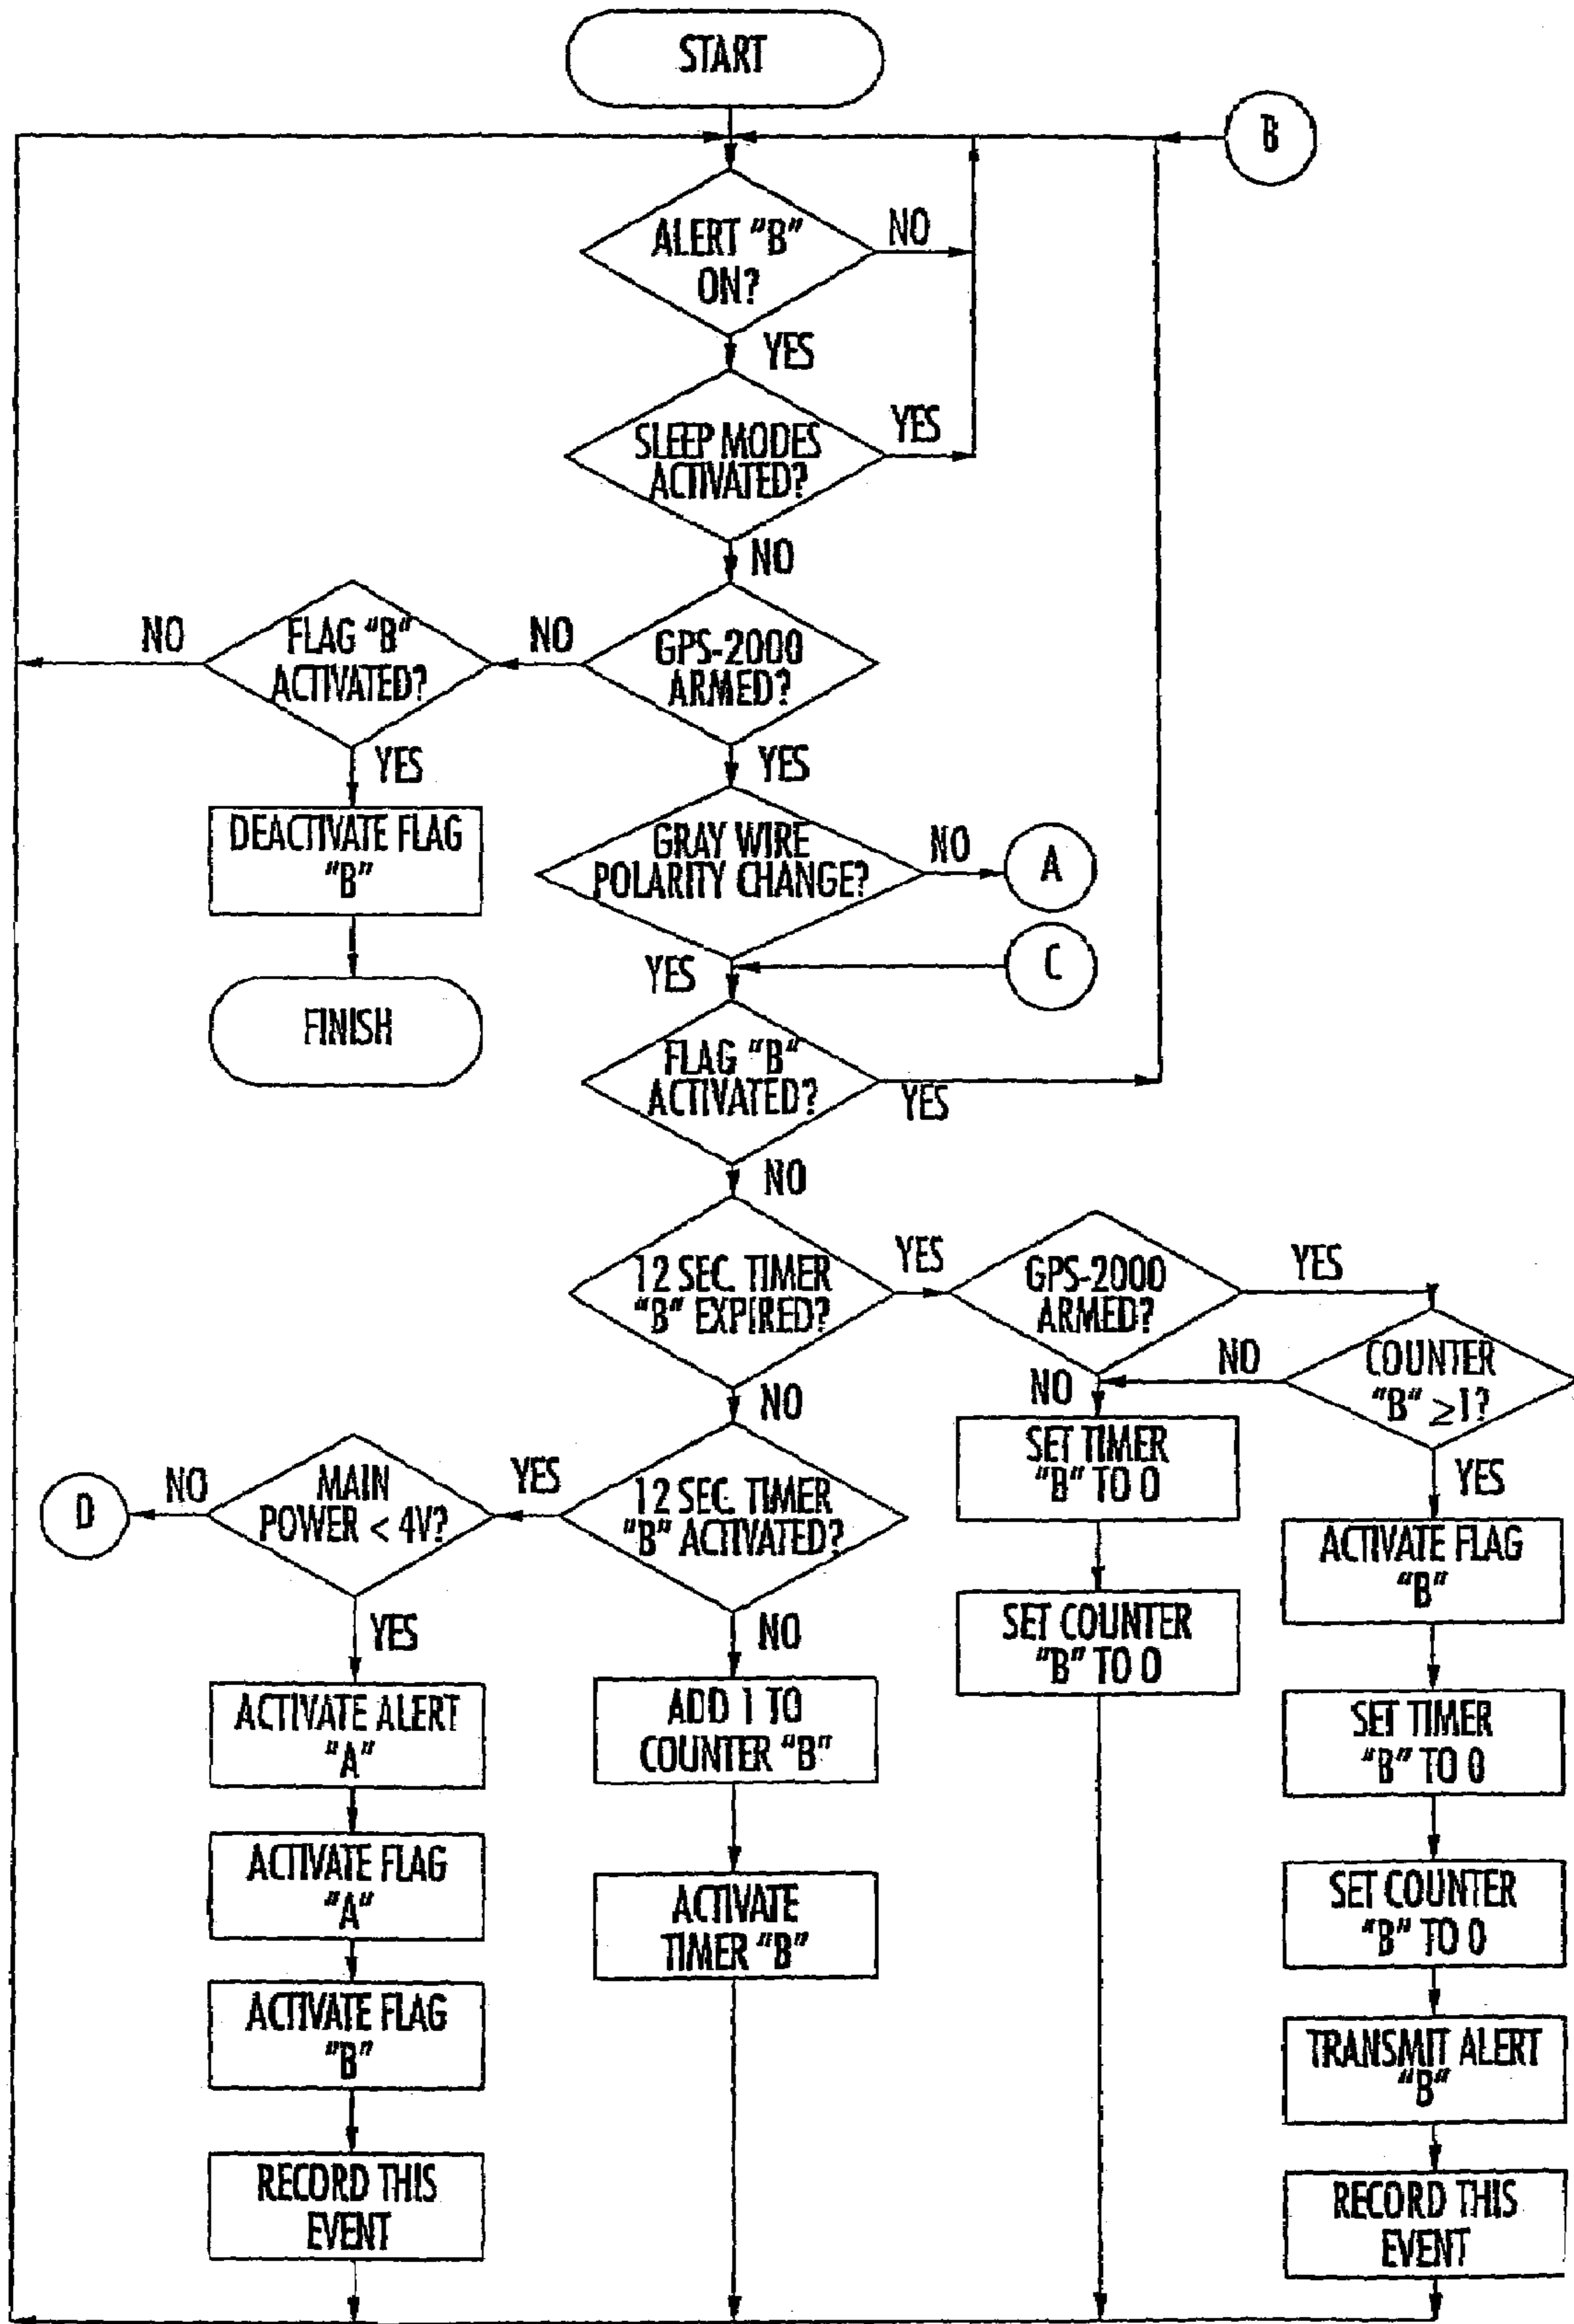 START
B
ALERT "B"
ON?
NO
YES
SLEEP MODES
ACTIVATED?
YES
NO
GPS-2000
ARMED?
NO
FLAG "B"
ACTIVATED?
NO
YES
DEACTIVATE FLAG
"B"
FINISH
YES
GRAY WIRE
POLARITY CHANGE?
NO
A
YES
C
FLAG "B"
ACTIVATED?
YES
NO
12 SEC. TIMER
"B" EXPIRED?
YES
GPS-2000
ARMED?
YES
COUNTER
"B" ≥1?
NO
NO
SET TIMER
"B" TO 0
SET COUNTER
"B" TO 0
YES
ACTIVATE FLAG
"B"
SET TIMER
"B" TO 0
SET COUNTER
"B" TO 0
TRANSMIT ALERT
"B"
RECORD THIS
EVENT
NO
12 SEC. TIMER
"B" ACTIVATED?
YES
MAIN
POWER < 4V?
NO
D
YES
ACTIVATE ALERT
"A"
ACTIVATE FLAG
"A"
ACTIVATE FLAG
"B"
RECORD THIS
EVENT
NO
ADD 1 TO
COUNTER "B"
ACTIVATE
TIMER "B"